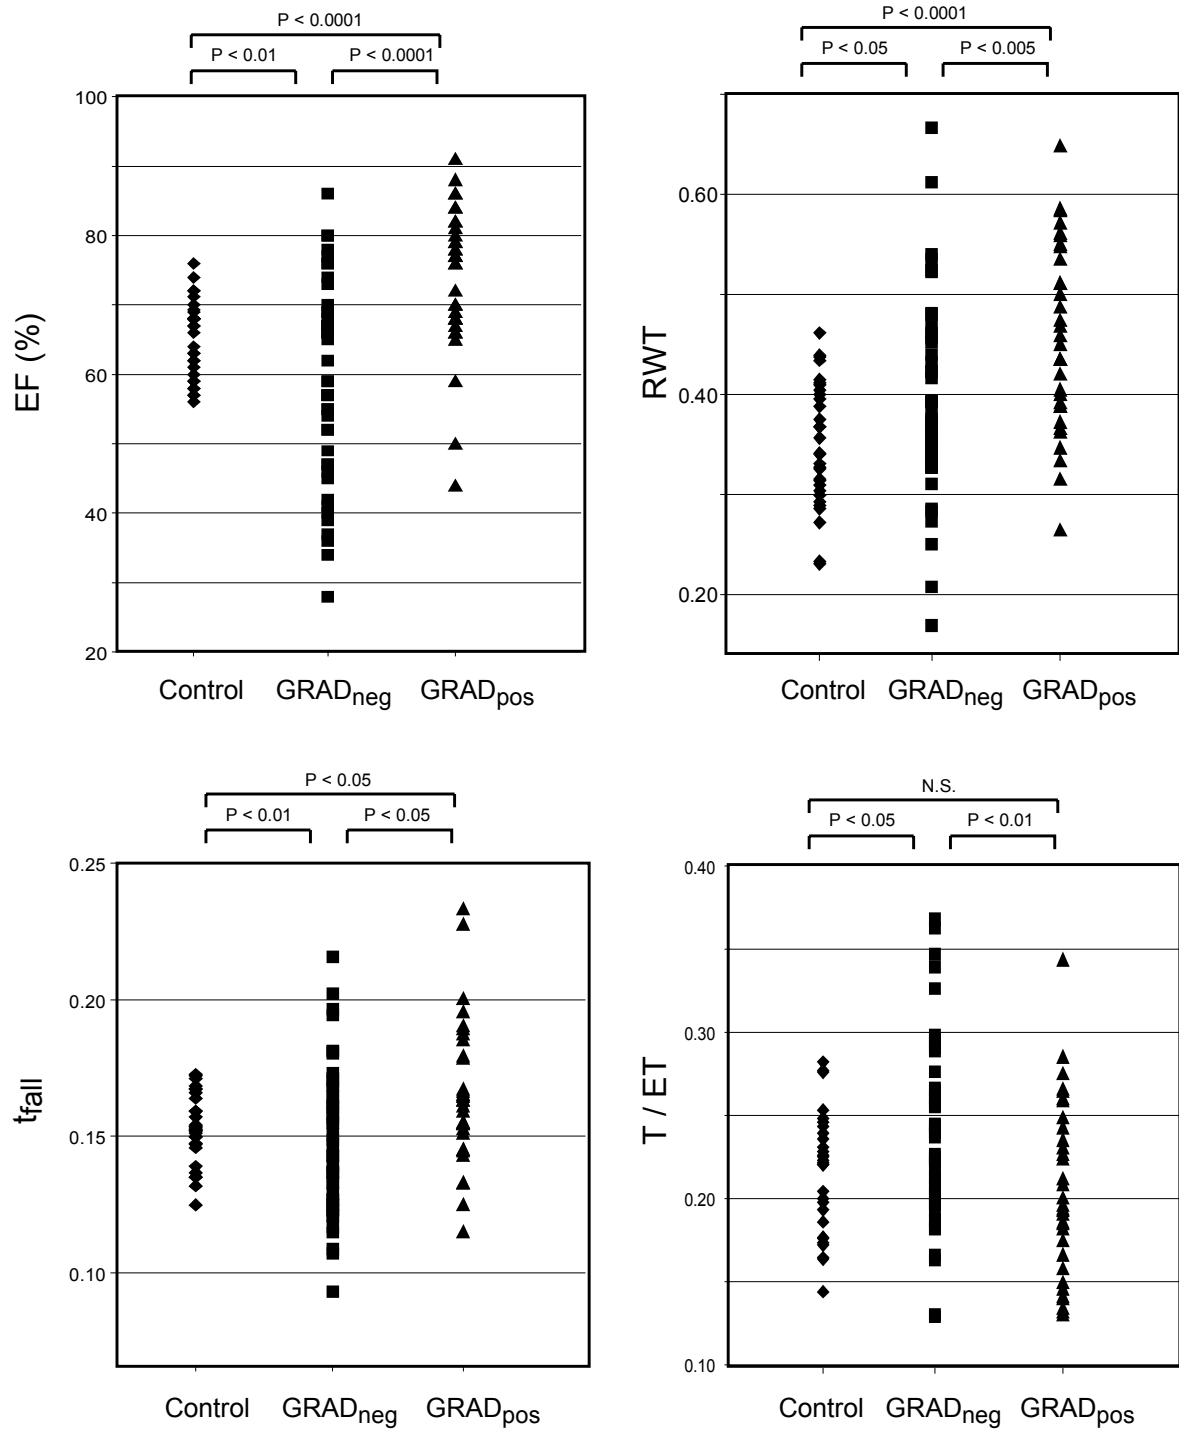 P < 0.0001
P < 0.01 P < 0.0001
100
80
60
40
20
EF (%)
Control GRADneg GRADpos
P < 0.0001
P < 0.05 P < 0.005
0.60
0.40
0.20
RWT
Control GRADneg GRADpos
P < 0.05
P < 0.01 P < 0.05
0.25
0.20
0.15
0.10
tfall
Control GRADneg GRADpos
N.S.
P < 0.05 P < 0.01
0.40
0.30
0.20
0.10
T / ET
Control GRADneg GRADpos